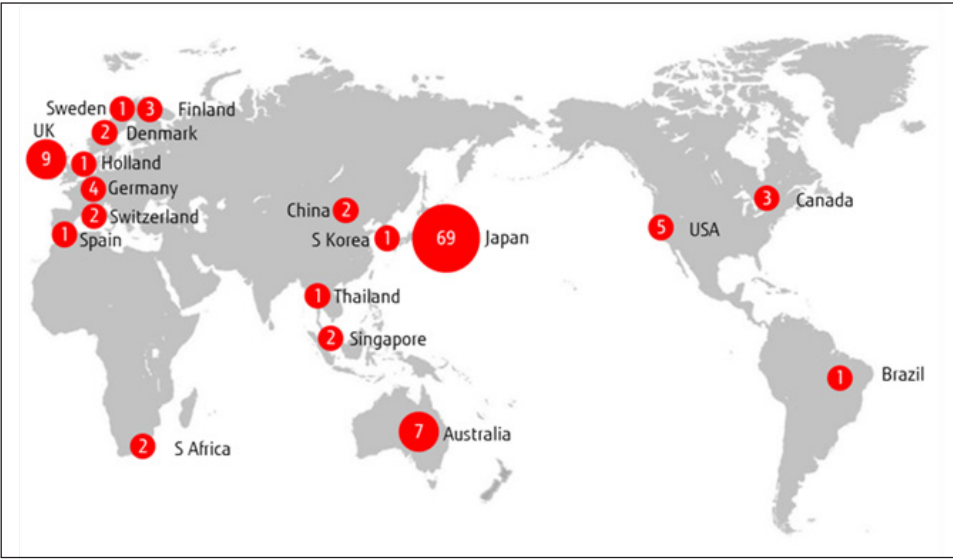 Sweden 1 3 Finland
UK
2 Denmark
9
1 Holland
4 Germany
2 Switzerland
1
Spain
China 2
S Korea 1
69 Japan
3 Canada
5 USA
1 Thailand
2 Singapore
1 Brazil
7 Australia
2 S Africa